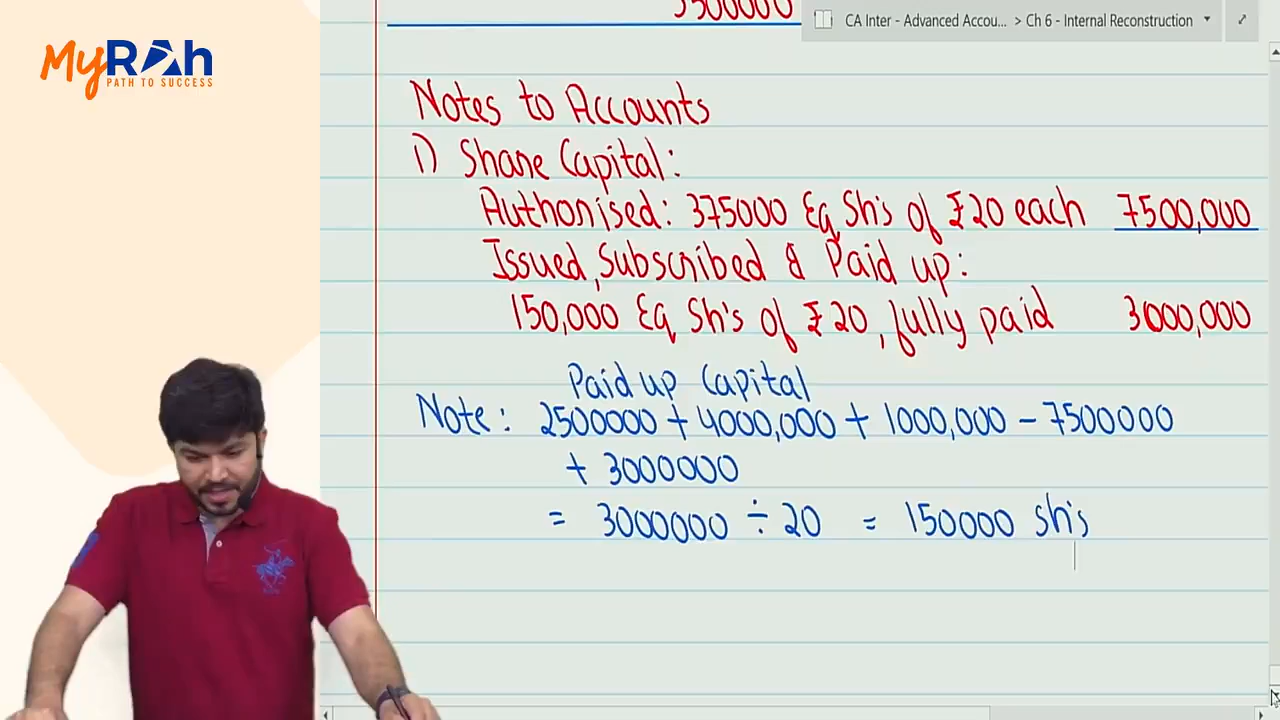 3500000
CA Inter - Advanced Accou... > Ch 6 - Internal Reconstruction
MyRAh
PATH TO SUCCESS
Notes to Accounts
1) Share Capital:
Authorised: 375000 Eq Sh's of ₹20 each 7500,000
Issued, Subscribed & Paid up:
150,000 Eq Sh's of ₹20, fully paid 3000,000
Paid up Capital
Note: 2500000 + 4000,000 + 1000,000 - 7500000
+ 3000000
= 3000000 ÷ 20 = 150000 Sh's